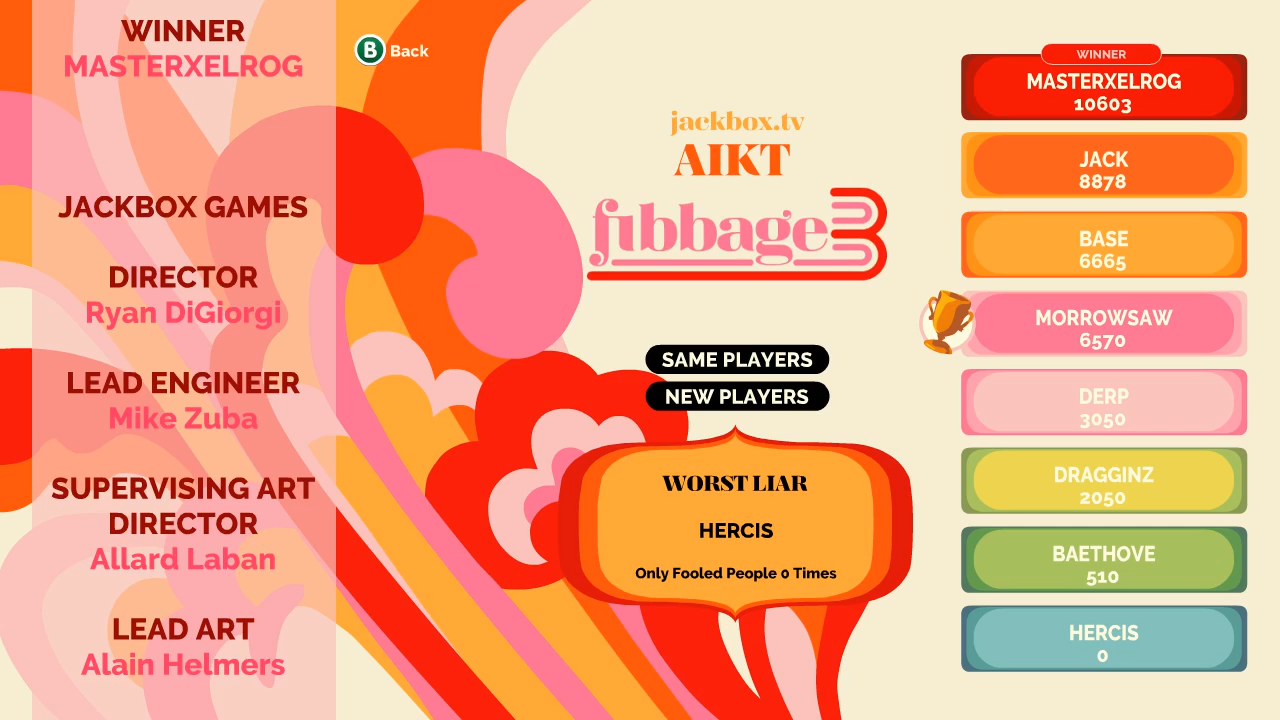 WINNER
MASTERXELROG
JACKBOX GAMES
DIRECTOR
Ryan DiGiorgi
LEAD ENGINEER
Mike Zuba
SUPERVISING ART
DIRECTOR
Allard Laban
LEAD ART
Alain Helmers
B Back
jackbox.tv
AIKT
fibbage 3
SAME PLAYERS
NEW PLAYERS
WORST LIAR
HERCIS
Only Fooled People 0 Times
WINNER
MASTERXELROG
10603
JACK
8878
BASE
6665
MORROWSAW
6570
DERP
3050
DRAGGINZ
2050
BAETHOVE
510
HERCIS
0